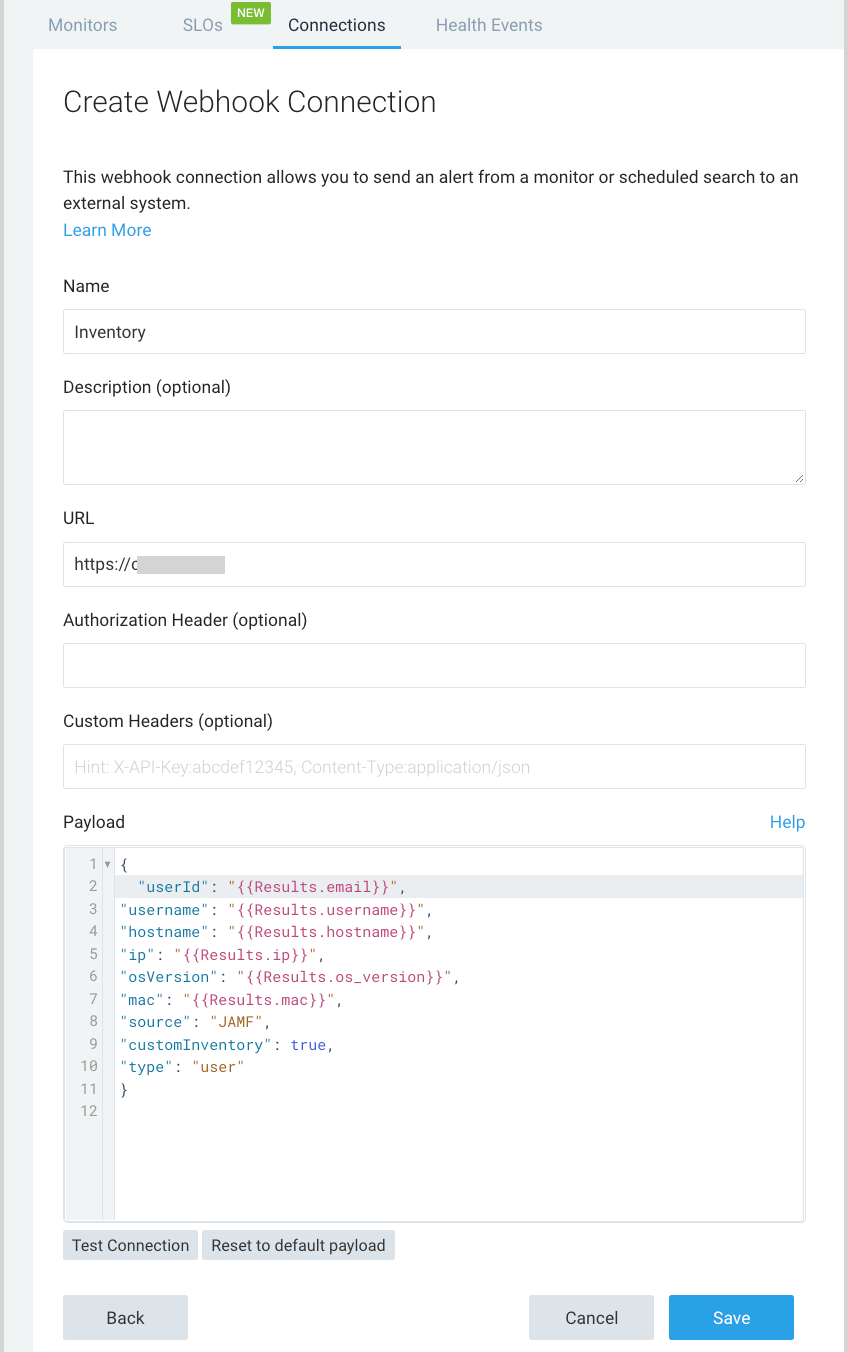 Monitors SLOs NEW Connections Health Events
Create Webhook Connection
This webhook connection allows you to send an alert from a monitor or scheduled search to an
external system.
Learn More
Name
Inventory
Description (optional)
URL
https://c
Authorization Header (optional)
Custom Headers (optional)
Hint: X-API-Key:abcdef12345, Content-Type:application/json
Payload Help
1 {
2 "userId": "{{Results.email}}",
3 "username": "{{Results.username}}",
4 "hostname": "{{Results.hostname}}",
5 "ip": "{{Results.ip}}",
6 "osVersion": "{{Results.os_version}}",
7 "mac": "{{Results.mac}}",
8 "source": "JAMF",
9 "customInventory": true,
10 "type": "user"
11 }
12
Test Connection Reset to default payload
Back Cancel Save